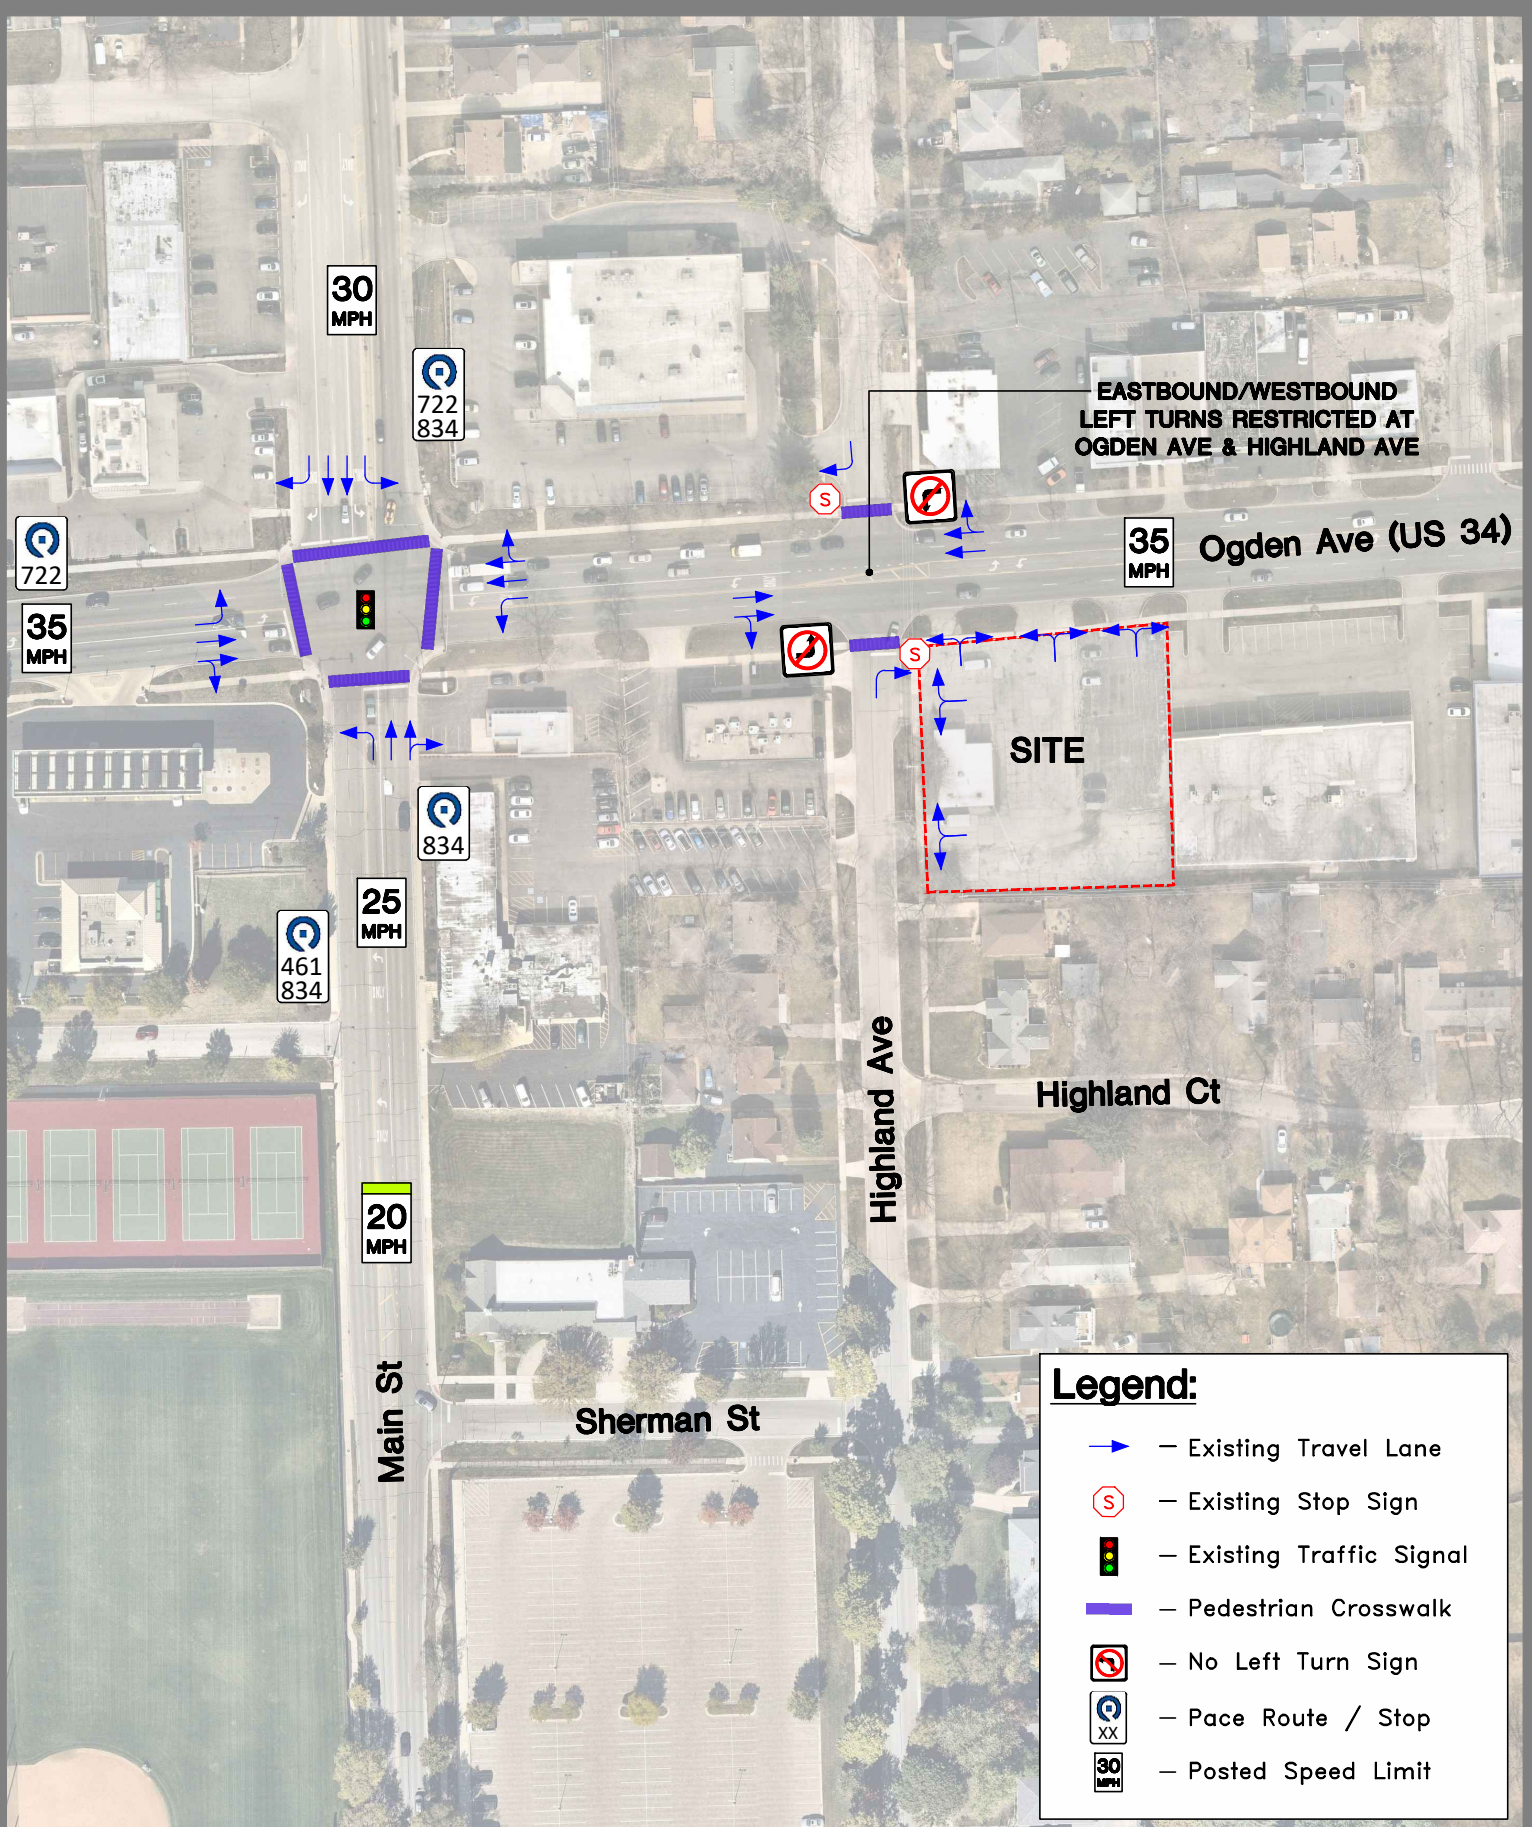 30
MPH
722
834
EASTBOUND/WESTBOUND
LEFT TURNS RESTRICTED AT
OGDEN AVE & HIGHLAND AVE
722
35
MPH
S
35
MPH
Ogden Ave (US 34)
S
SITE
834
25
MPH
461
834
Highland Ave
Highland Ct
20
MPH
Main St
Sherman St
Legend:
– Existing Travel Lane
S – Existing Stop Sign
– Existing Traffic Signal
– Pedestrian Crosswalk
– No Left Turn Sign
XX – Pace Route / Stop
30 MPH – Posted Speed Limit